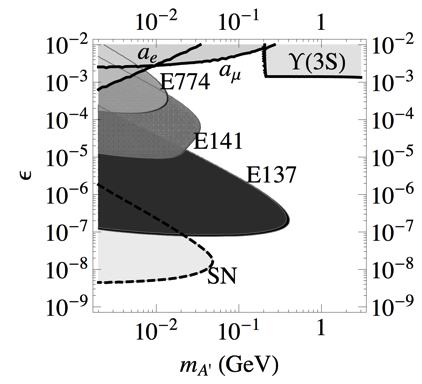 10⁻² 10⁻¹ 1
10⁻² 10⁻²
aₑ ϒ(3S)
10⁻³ E774 a_μ 10⁻³
10⁻⁴ 10⁻⁴
E141
10⁻⁵ 10⁻⁵
ϵ E137
10⁻⁶ 10⁻⁶
10⁻⁷ 10⁻⁷
10⁻⁸ SN 10⁻⁸
10⁻⁹ 10⁻⁹
10⁻² 10⁻¹ 1
m_A' (GeV)